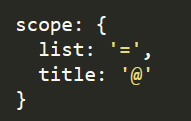 scope: {
  list: '=',
  title: '@'
}